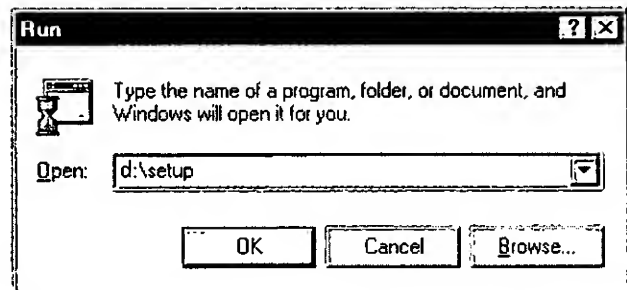 Run
Type the name of a program, folder, or document, and
Windows will open it for you.
Open: d:\setup
OK Cancel Browse...